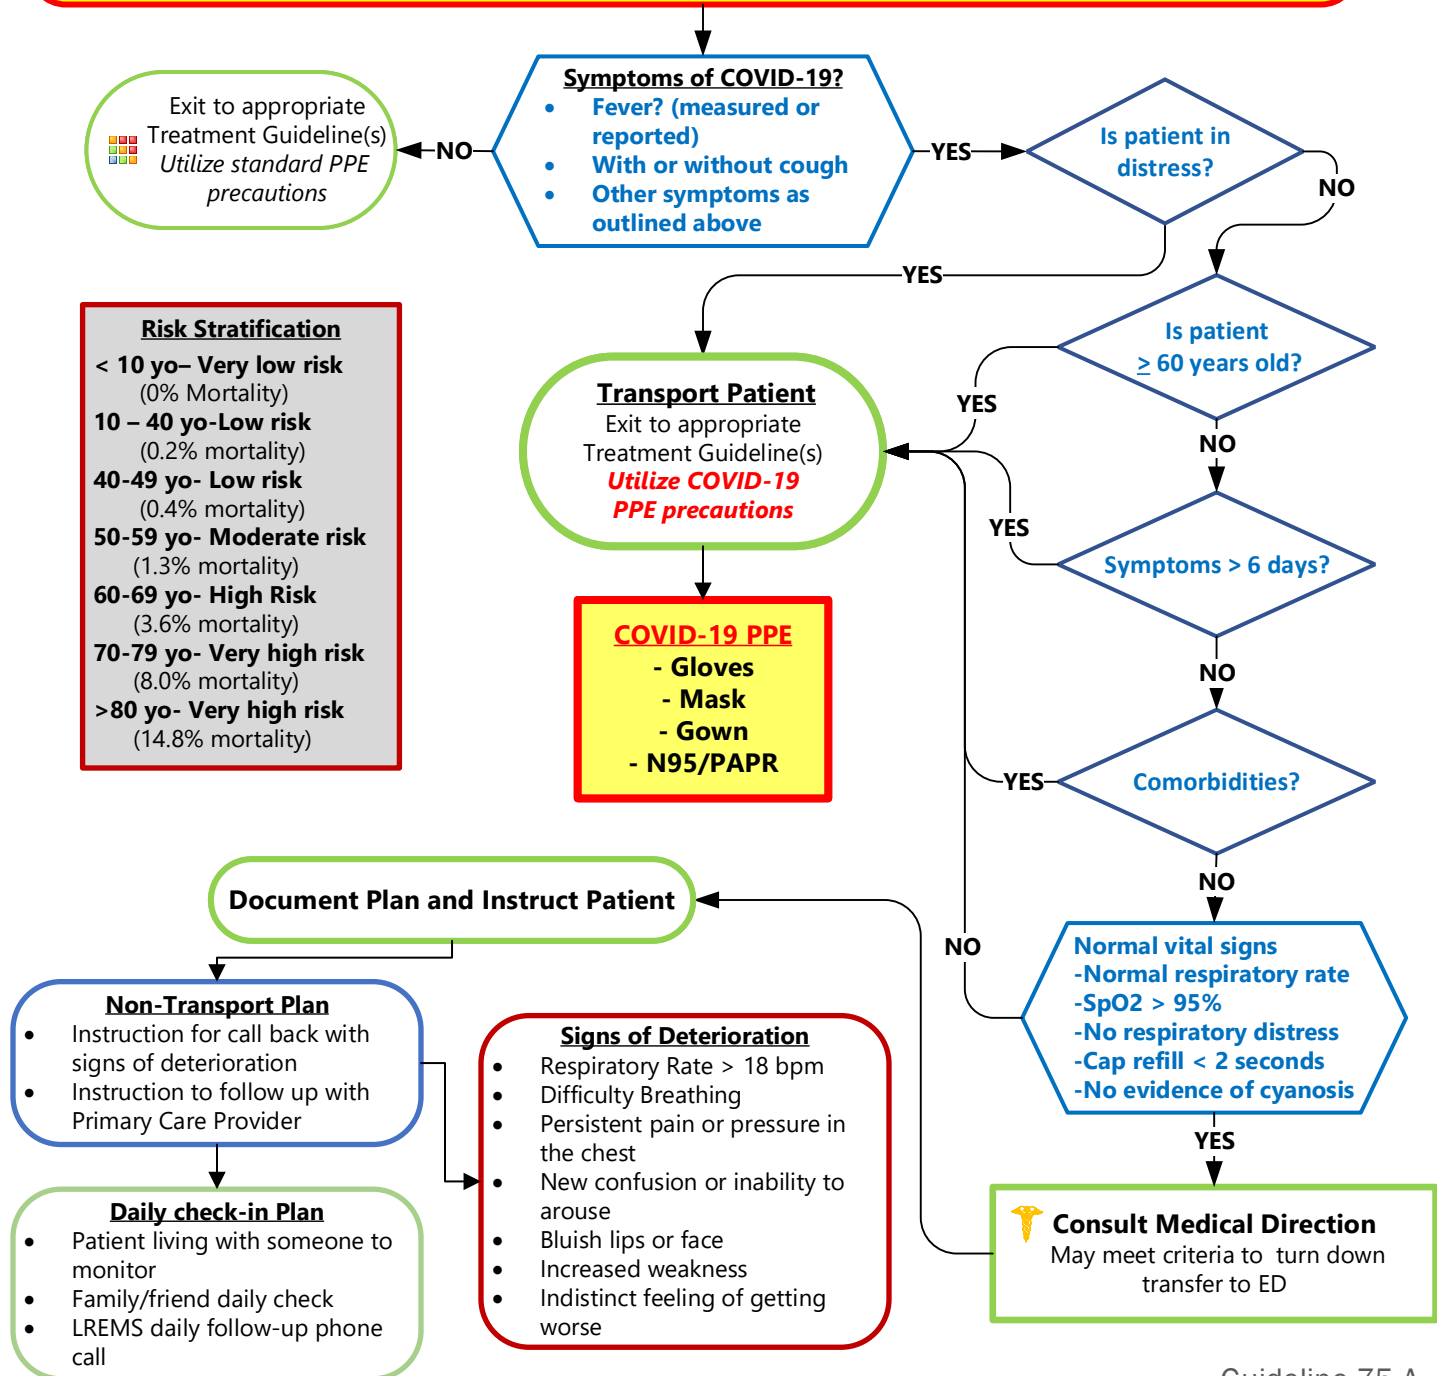 Symptoms of COVID-19?
• Fever? (measured or
reported)
• With or without cough
• Other symptoms as
outlined above
NO
Exit to appropriate
Treatment Guideline(s)
Utilize standard PPE
precautions
YES
Is patient in
distress?
NO
YES
Is patient
≥ 60 years old?
YES
NO
Symptoms > 6 days?
YES
NO
Comorbidities?
YES
NO
Normal vital signs
-Normal respiratory rate
-SpO2 > 95%
-No respiratory distress
-Cap refill < 2 seconds
-No evidence of cyanosis
NO
YES
Consult Medical Direction
May meet criteria to turn down
transfer to ED
Transport Patient
Exit to appropriate
Treatment Guideline(s)
Utilize COVID-19
PPE precautions
COVID-19 PPE
- Gloves
- Mask
- Gown
- N95/PAPR
Risk Stratification
< 10 yo– Very low risk
(0% Mortality)
10 – 40 yo-Low risk
(0.2% mortality)
40-49 yo- Low risk
(0.4% mortality)
50-59 yo- Moderate risk
(1.3% mortality)
60-69 yo- High Risk
(3.6% mortality)
70-79 yo- Very high risk
(8.0% mortality)
>80 yo- Very high risk
(14.8% mortality)
Document Plan and Instruct Patient
Non-Transport Plan
• Instruction for call back with
signs of deterioration
• Instruction to follow up with
Primary Care Provider
Signs of Deterioration
• Respiratory Rate > 18 bpm
• Difficulty Breathing
• Persistent pain or pressure in
the chest
• New confusion or inability to
arouse
• Bluish lips or face
• Increased weakness
• Indistinct feeling of getting
worse
Daily check-in Plan
• Patient living with someone to
monitor
• Family/friend daily check
• LREMS daily follow-up phone
call
Guideline 75 A